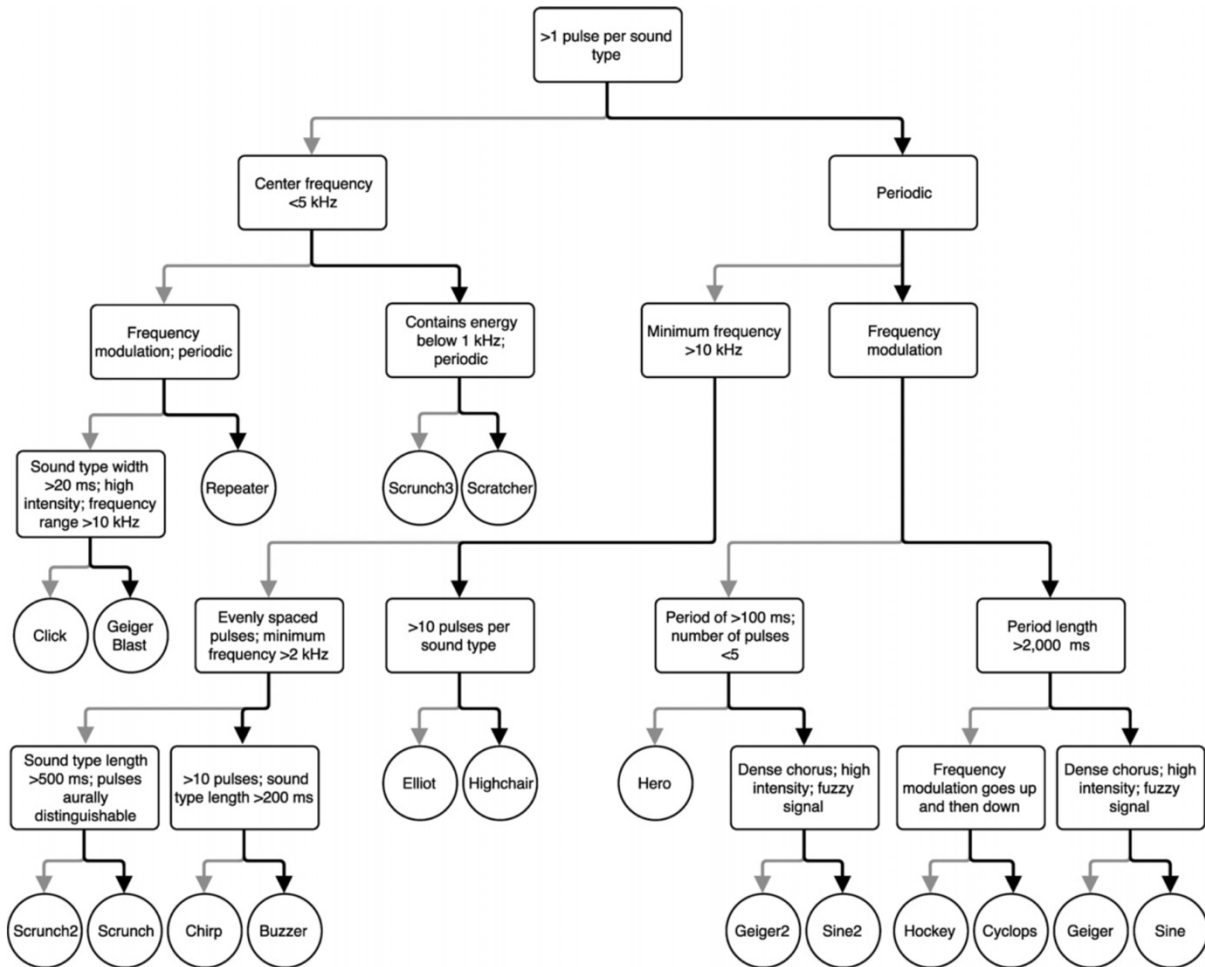 >1 pulse per sound
type
Center frequency
<5 kHz
Periodic
Frequency
modulation; periodic
Contains energy
below 1 kHz;
periodic
Minimum frequency
>10 kHz
Frequency
modulation
Sound type width
>20 ms; high
intensity; frequency
range >10 kHz
Repeater
Scrunch3
Scratcher
Click
Geiger
Blast
Evenly spaced
pulses; minimum
frequency >2 kHz
>10 pulses per
sound type
Period of >100 ms;
number of pulses
<5
Period length
>2,000 ms
Sound type length
>500 ms; pulses
aurally
distinguishable
>10 pulses; sound
type length >200 ms
Elliot
Highchair
Hero
Dense chorus; high
intensity; fuzzy
signal
Frequency
modulation goes up
and then down
Dense chorus; high
intensity; fuzzy
signal
Scrunch2
Scrunch
Chirp
Buzzer
Geiger2
Sine2
Hockey
Cyclops
Geiger
Sine